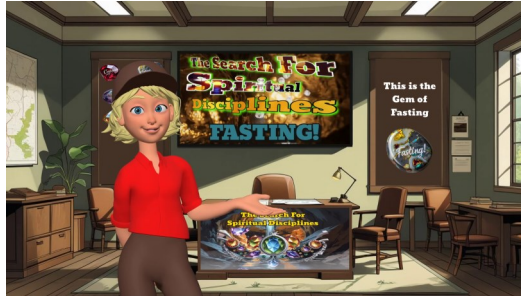 The Search For
Spiritual
Disciplines
FASTING!
This is the
Gem of
Fasting
Fasting!
The Search For
Spiritual Disciplines